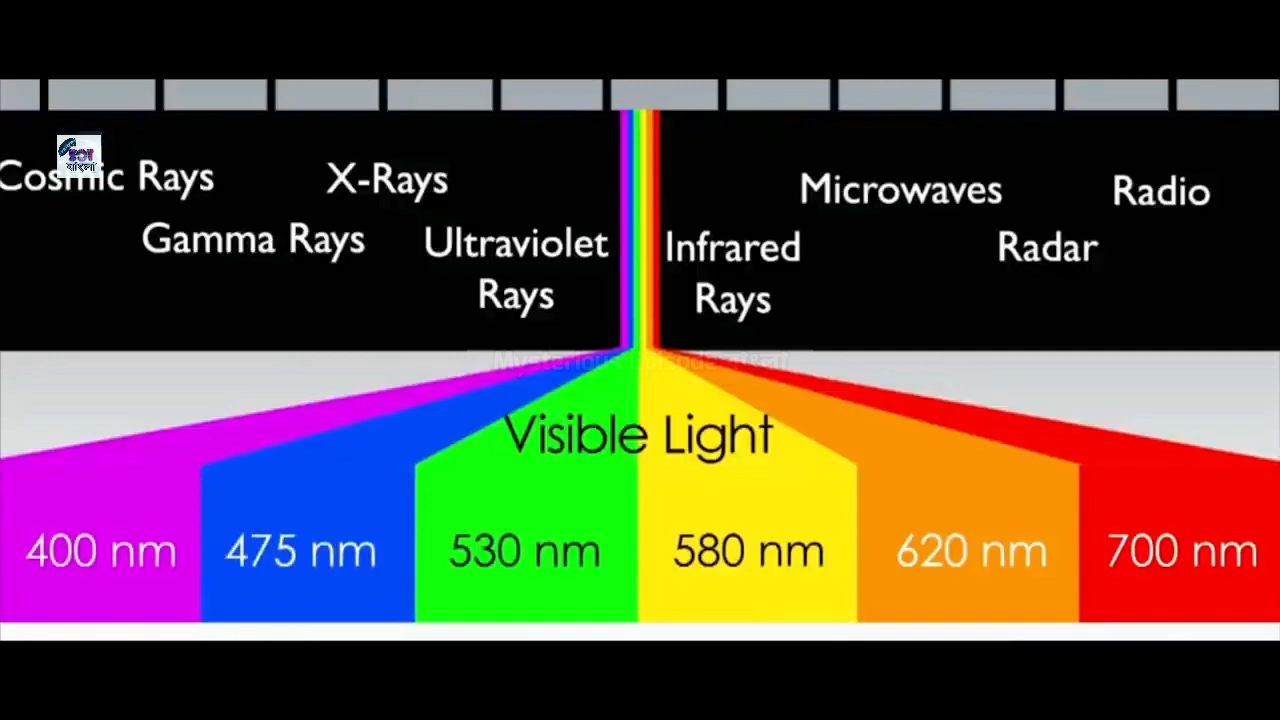 Cosmic Rays
X-Rays
Microwaves
Radio
Gamma Rays
Ultraviolet
Rays
Infrared
Rays
Radar
Visible Light
400 nm
475 nm
530 nm
580 nm
620 nm
700 nm
বাংলা